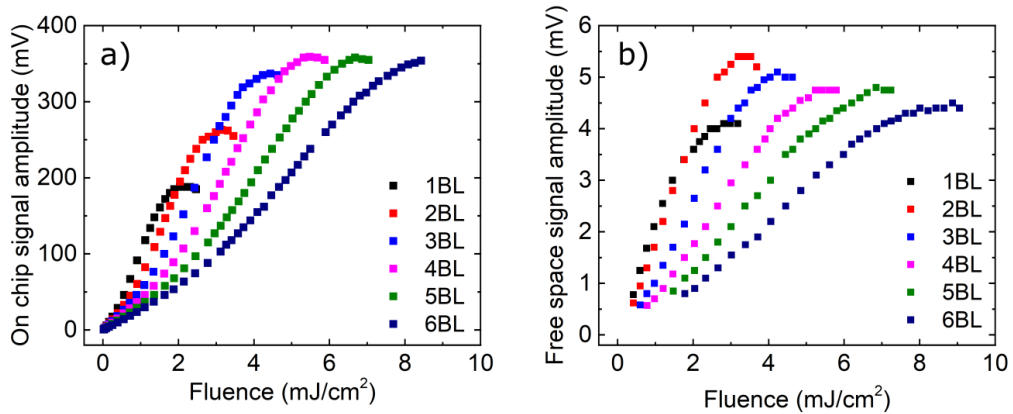 a)
On chip signal amplitude (mV)
400
300
200
100
0
1BL
2BL
3BL
4BL
5BL
6BL
0 2 4 6 8 10
Fluence (mJ/cm²)
b)
Free space signal amplitude (mV)
6
5
4
3
2
1
0
1BL
2BL
3BL
4BL
5BL
6BL
0 2 4 6 8 10
Fluence (mJ/cm²)